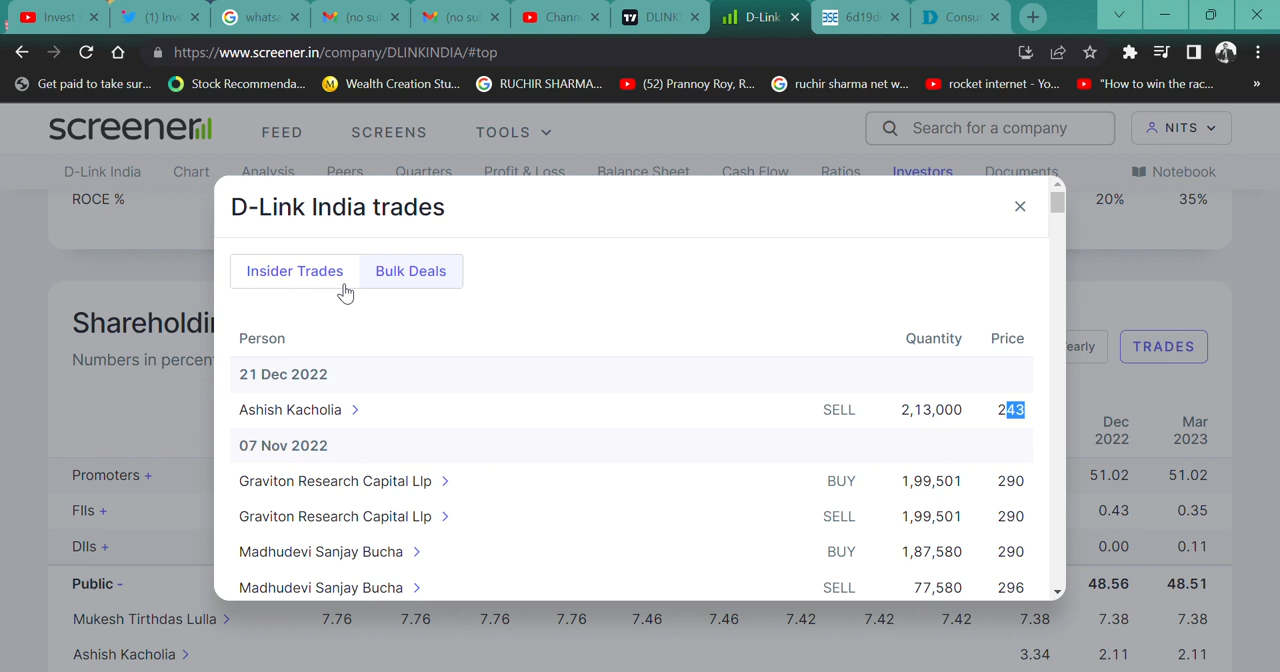 Invest
(1) Inv
whats
(no su
(no su
Chann
DLINK
D-Link
6d19d
Consu
https://www.screener.in/company/DLINKINDIA/#top
Get paid to take sur... Stock Recommenda... Wealth Creation Stu... RUCHIR SHARMA... (52) Prannoy Roy, R... ruchir sharma net w... rocket internet - Yo... "How to win the rac... »
screener FEED SCREENS TOOLS Search for a company NITS
D-Link India Chart Analysis Peers Quarters Profit & Loss Balance Sheet Cash Flow Ratios Investors Documents Notebook
ROCE % 20% 35%
D-Link India trades
Insider Trades Bulk Deals
Shareholdin
Numbers in percen
early TRADES
Person Quantity Price
21 Dec 2022
Ashish Kacholia > SELL 2,13,000 243
07 Nov 2022
Graviton Research Capital Llp > BUY 1,99,501 290
Graviton Research Capital Llp > SELL 1,99,501 290
Madhudevi Sanjay Bucha > BUY 1,87,580 290
Madhudevi Sanjay Bucha > SELL 77,580 296
Dec 2022 Mar 2023
Promoters + 51.02 51.02
FIIs + 0.43 0.35
DIIs + 0.00 0.11
Public - 48.56 48.51
Mukesh Tirthdas Lulla > 7.76 7.76 7.76 7.76 7.46 7.46 7.42 7.42 7.42 7.38 7.38 7.38
Ashish Kacholia > 3.34 2.11 2.11